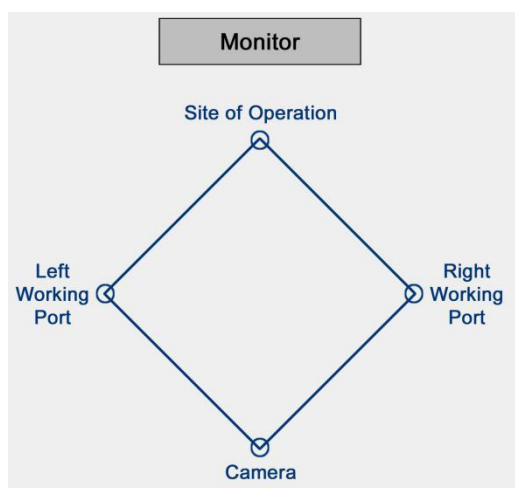 Monitor
Site of Operation
Left
Working
Port
Right
Working
Port
Camera